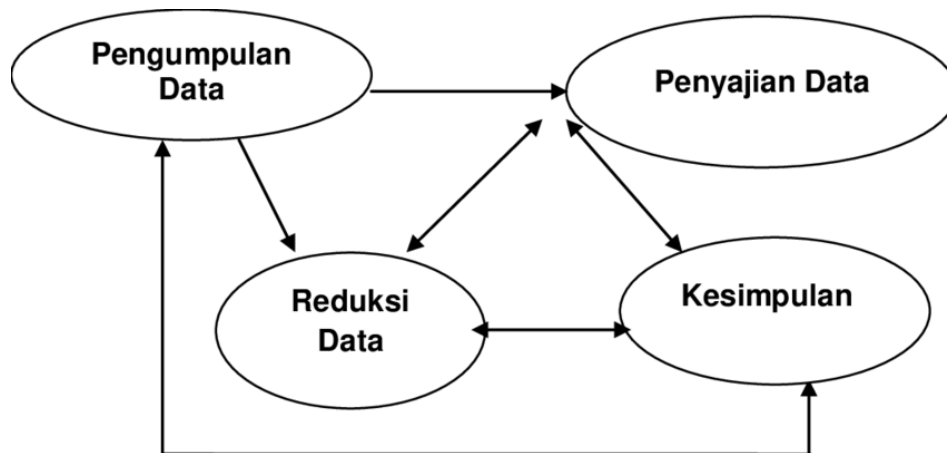 Pengumpulan
Data
Penyajian Data
Reduksi
Data
Kesimpulan